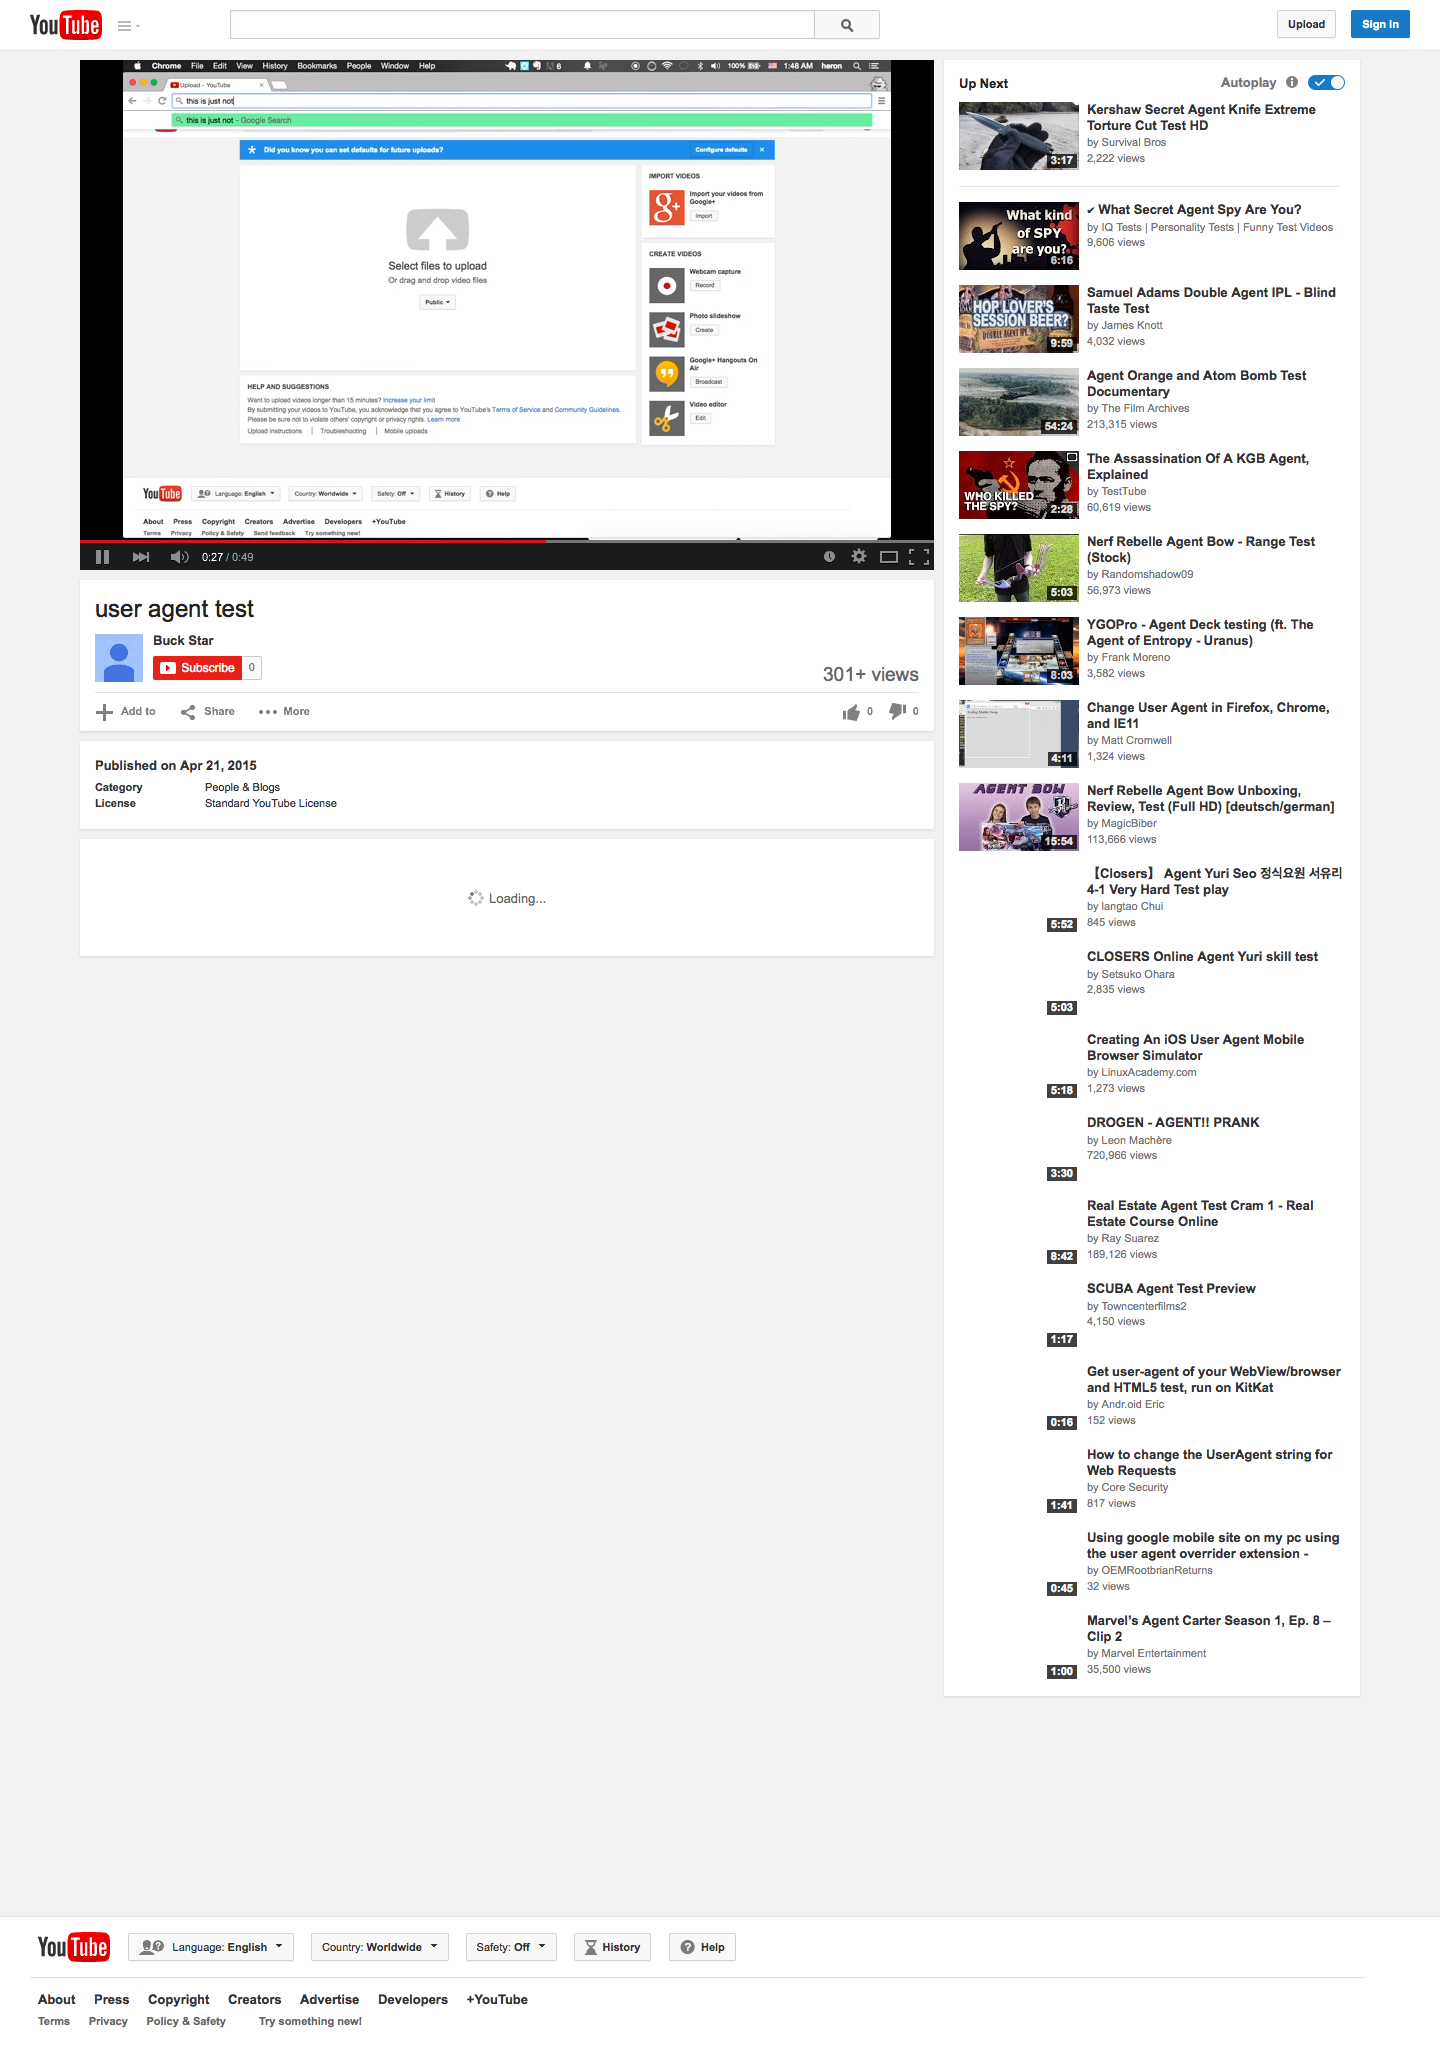 YouTube
Upload
Sign in
Chrome File Edit View History Bookmarks People Window Help
6
100%
1:48 AM heron
Upload - YouTube
this is just not
this is just not - Google Search
Did you know you can set defaults for future uploads?
Configure defaults
Select files to upload
Or drag and drop video files
Public
IMPORT VIDEOS
Import your videos from
Google+
Import
CREATE VIDEOS
Webcam capture
Record
Photo slideshow
Create
Google+ Hangouts On
Air
Broadcast
Video editor
Edit
HELP AND SUGGESTIONS
Want to upload videos longer than 15 minutes? Increase your limit
By submitting your videos to YouTube, you acknowledge that you agree to YouTube's Terms of Service and Community Guidelines.
Please be sure not to violate others' copyright or privacy rights. Learn more
Upload instructions Troubleshooting Mobile uploads
YouTube
Language: English
Country: Worldwide
Safety: Off
History
Help
About Press Copyright Creators Advertise Developers +YouTube
Terms Privacy Policy & Safety Send feedback Try something new!
0:27 / 0:49
user agent test
Buck Star
Subscribe
0
301+ views
Add to
Share
More
0
0
Published on Apr 21, 2015
Category People & Blogs
License Standard YouTube License
Loading...
Up Next
Autoplay
3:17
Kershaw Secret Agent Knife Extreme
Torture Cut Test HD
by Survival Bros
2,222 views
What kind
of SPY
are you?
6:16
✔ What Secret Agent Spy Are You?
by IQ Tests | Personality Tests | Funny Test Videos
9,606 views
HOP LOVER'S
SESSION BEER?
DOUBLE AGENT IPL
9:59
Samuel Adams Double Agent IPL - Blind
Taste Test
by James Knott
4,032 views
54:24
Agent Orange and Atom Bomb Test
Documentary
by The Film Archives
213,315 views
WHO KILLED
THE SPY?
2:28
The Assassination Of A KGB Agent,
Explained
by TestTube
60,619 views
5:03
Nerf Rebelle Agent Bow - Range Test
(Stock)
by Randomshadow09
56,973 views
8:03
YGOPro - Agent Deck testing (ft. The
Agent of Entropy - Uranus)
by Frank Moreno
3,582 views
4:11
Change User Agent in Firefox, Chrome,
and IE11
by Matt Cromwell
1,324 views
AGENT BOW
15:54
Nerf Rebelle Agent Bow Unboxing,
Review, Test (Full HD) [deutsch/german]
by MagicBiber
113,666 views
5:52
【Closers】 Agent Yuri Seo 정식요원 서유리
4-1 Very Hard Test play
by langtao Chui
845 views
5:03
CLOSERS Online Agent Yuri skill test
by Setsuko Ohara
2,835 views
5:18
Creating An iOS User Agent Mobile
Browser Simulator
by LinuxAcademy.com
1,273 views
3:30
DROGEN - AGENT!! PRANK
by Leon Machère
720,966 views
8:42
Real Estate Agent Test Cram 1 - Real
Estate Course Online
by Ray Suarez
189,126 views
1:17
SCUBA Agent Test Preview
by Towncenterfilms2
4,150 views
0:16
Get user-agent of your WebView/browser
and HTML5 test, run on KitKat
by Andr.oid Eric
152 views
1:41
How to change the UserAgent string for
Web Requests
by Core Security
817 views
0:45
Using google mobile site on my pc using
the user agent overrider extension -
by OEMRootbrianReturns
32 views
1:00
Marvel's Agent Carter Season 1, Ep. 8 –
Clip 2
by Marvel Entertainment
35,500 views
YouTube
Language: English
Country: Worldwide
Safety: Off
History
Help
About Press Copyright Creators Advertise Developers +YouTube
Terms Privacy Policy & Safety Try something new!